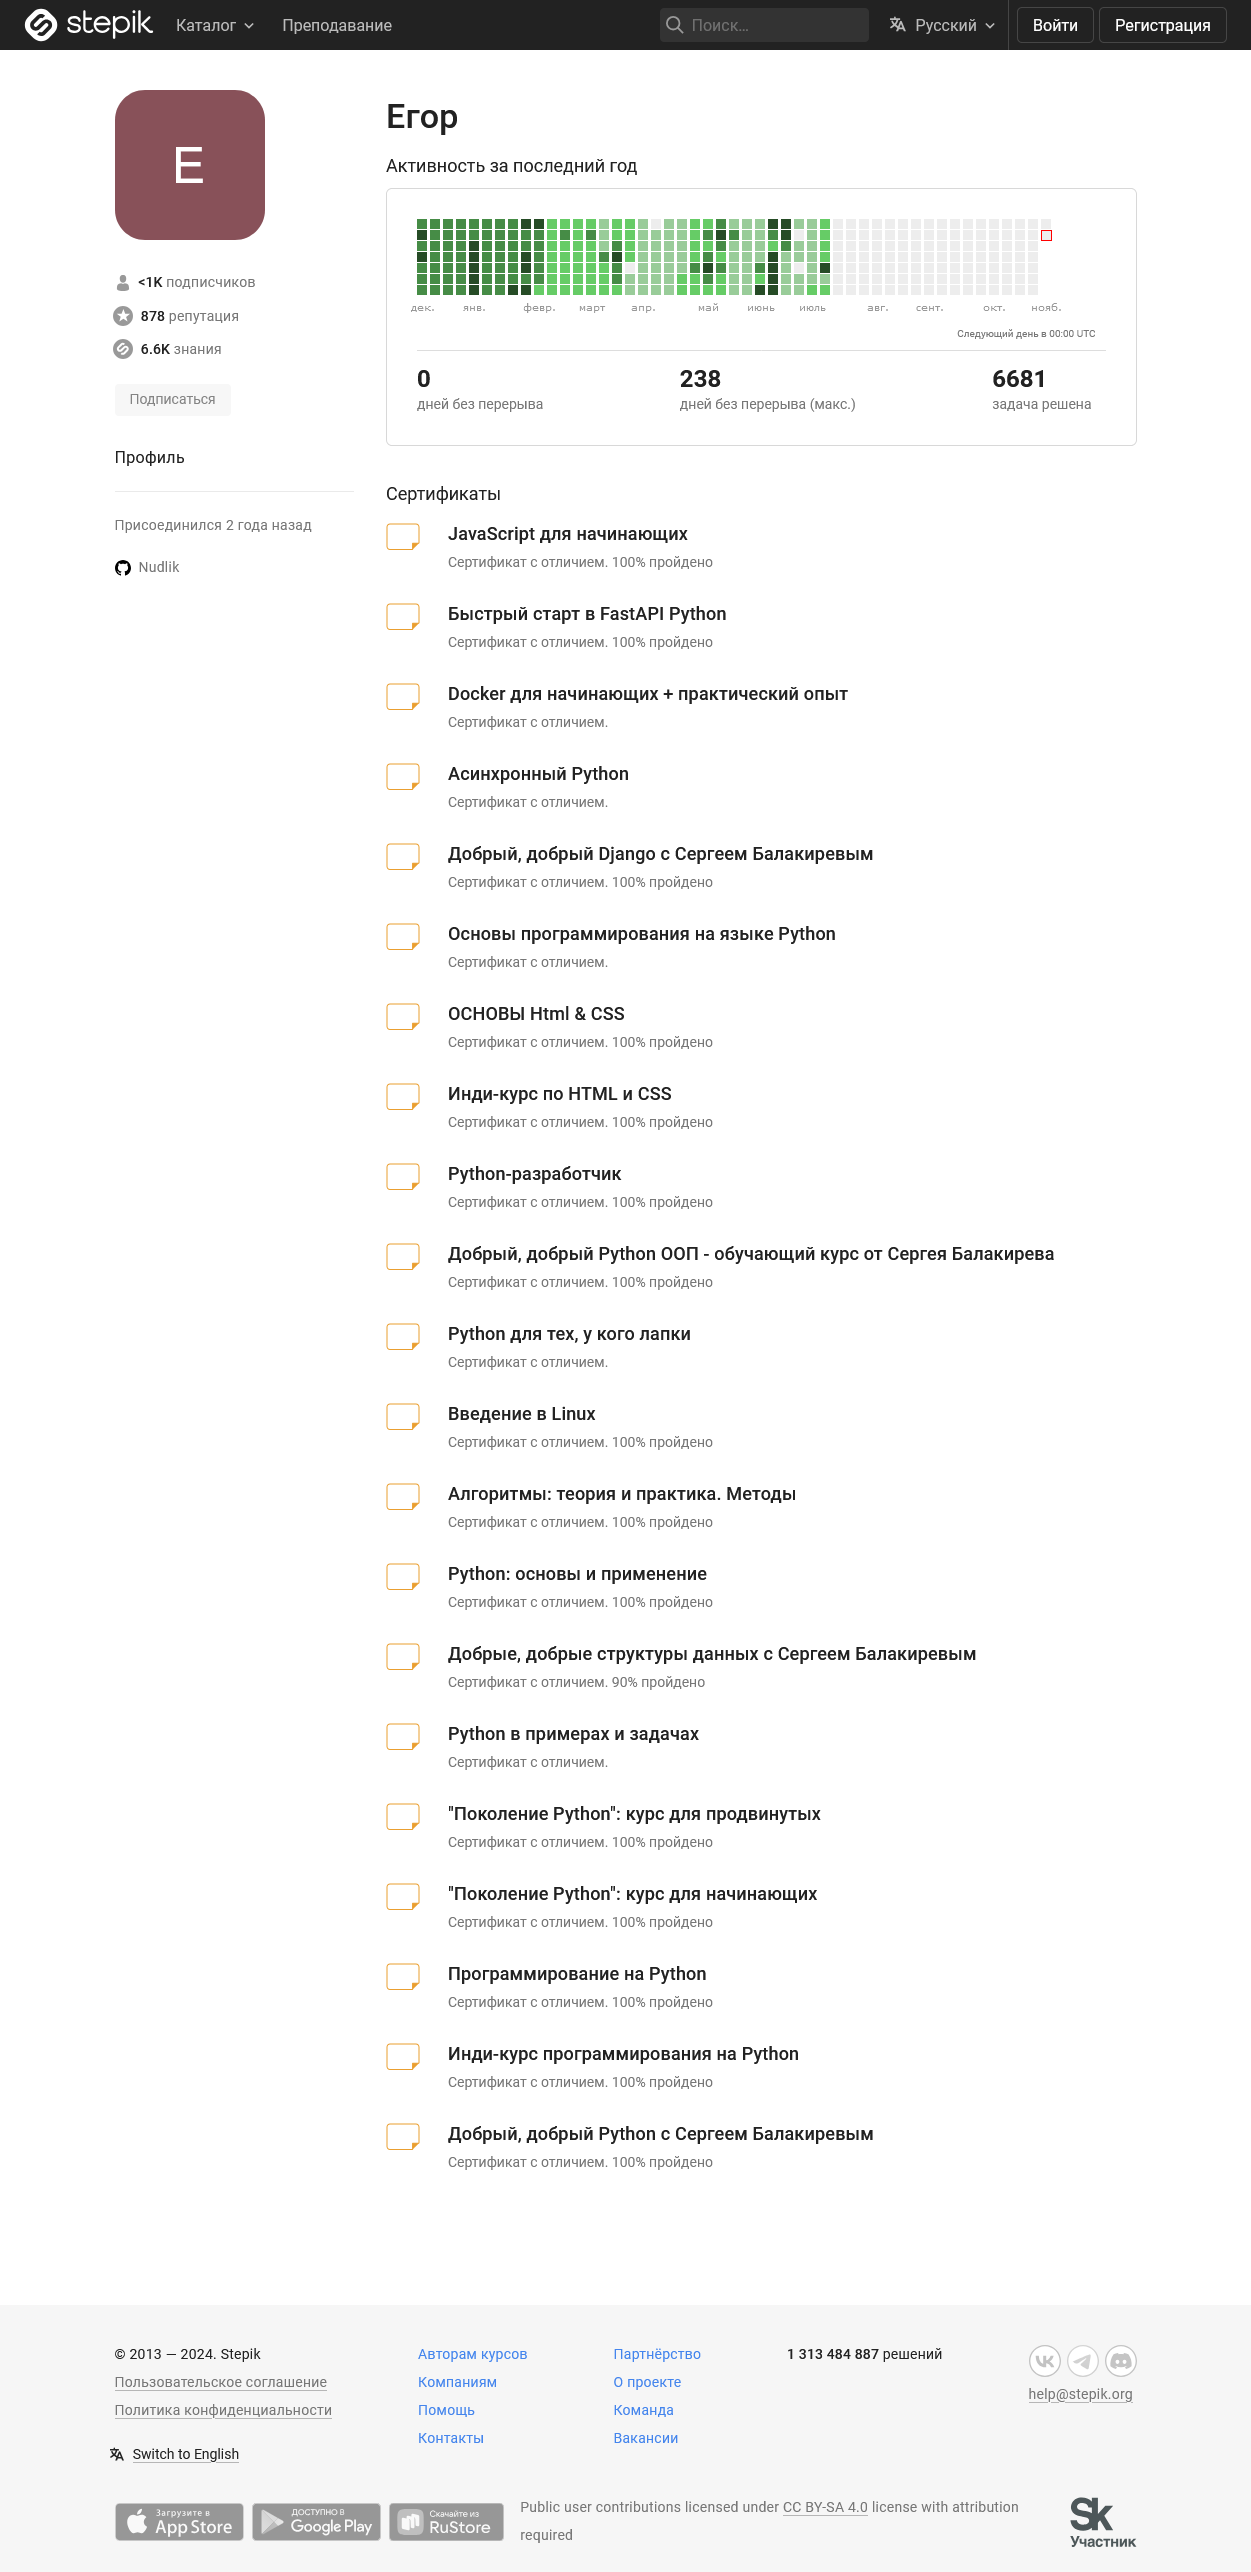 stepik Каталог Преподавание Поиск... Русский Войти Регистрация
Е
<1K подписчиков
878 репутация
6.6K знания
Подписаться
Профиль
Присоединился 2 года назад
Nudlik
Егор
Активность за последний год
дек. янв. февр. март апр. май июнь июль авг. сент. окт. нояб.
Следующий день в 00:00 UTC
0 238 6681
дней без перерыва дней без перерыва (макс.) задача решена
Сертификаты
JavaScript для начинающих
Сертификат с отличием. 100% пройдено
Быстрый старт в FastAPI Python
Сертификат с отличием. 100% пройдено
Docker для начинающих + практический опыт
Сертификат с отличием.
Асинхронный Python
Сертификат с отличием.
Добрый, добрый Django с Сергеем Балакиревым
Сертификат с отличием. 100% пройдено
Основы программирования на языке Python
Сертификат с отличием.
ОСНОВЫ Html & CSS
Сертификат с отличием. 100% пройдено
Инди-курс по HTML и CSS
Сертификат с отличием. 100% пройдено
Python-разработчик
Сертификат с отличием. 100% пройдено
Добрый, добрый Python ООП - обучающий курс от Сергея Балакирева
Сертификат с отличием. 100% пройдено
Python для тех, у кого лапки
Сертификат с отличием.
Введение в Linux
Сертификат с отличием. 100% пройдено
Алгоритмы: теория и практика. Методы
Сертификат с отличием. 100% пройдено
Python: основы и применение
Сертификат с отличием. 100% пройдено
Добрые, добрые структуры данных с Сергеем Балакиревым
Сертификат с отличием. 90% пройдено
Python в примерах и задачах
Сертификат с отличием.
"Поколение Python": курс для продвинутых
Сертификат с отличием. 100% пройдено
"Поколение Python": курс для начинающих
Сертификат с отличием. 100% пройдено
Программирование на Python
Сертификат с отличием. 100% пройдено
Инди-курс программирования на Python
Сертификат с отличием. 100% пройдено
Добрый, добрый Python с Сергеем Балакиревым
Сертификат с отличием. 100% пройдено
© 2013 — 2024. Stepik
Пользовательское соглашение
Политика конфиденциальности
Switch to English
Авторам курсов
Компаниям
Помощь
Контакты
Партнёрство
О проекте
Команда
Вакансии
1 313 484 887 решений
help@stepik.org
Загрузите в
App Store
ДОСТУПНО В
Google Play
Скачайте из
RuStore
Public user contributions licensed under CC BY-SA 4.0 license with attribution
required
Sk
Участник